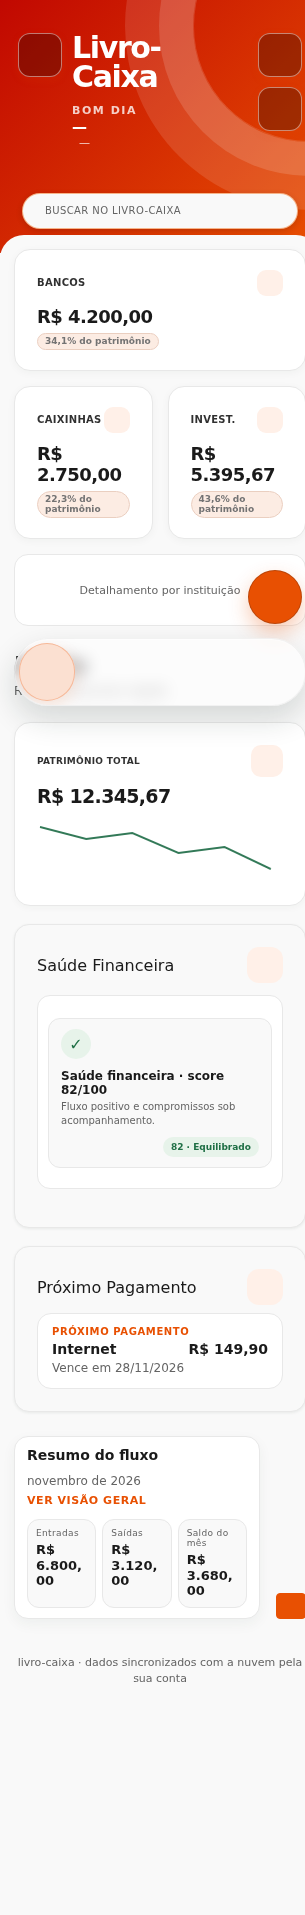 Livro-
Caixa
BOM DIA
—
—
BUSCAR NO LIVRO-CAIXA
BANCOS
R$ 4.200,00
34,1% do patrimônio
CAIXINHAS
R$
2.750,00
22,3% do
patrimônio
INVEST.
R$
5.395,67
43,6% do
patrimônio
Detalhamento por instituição
PATRIMÔNIO TOTAL
R$ 12.345,67
Saúde Financeira
✓
Saúde financeira · score
82/100
Fluxo positivo e compromissos sob
acompanhamento.
82 · Equilibrado
Próximo Pagamento
PRÓXIMO PAGAMENTO
Internet R$ 149,90
Vence em 28/11/2026
Resumo do fluxo
novembro de 2026
VER VISÃO GERAL
Entradas
R$
6.800,
00
Saídas
R$
3.120,
00
Saldo do
mês
R$
3.680,
00
livro-caixa · dados sincronizados com a nuvem pela
sua conta